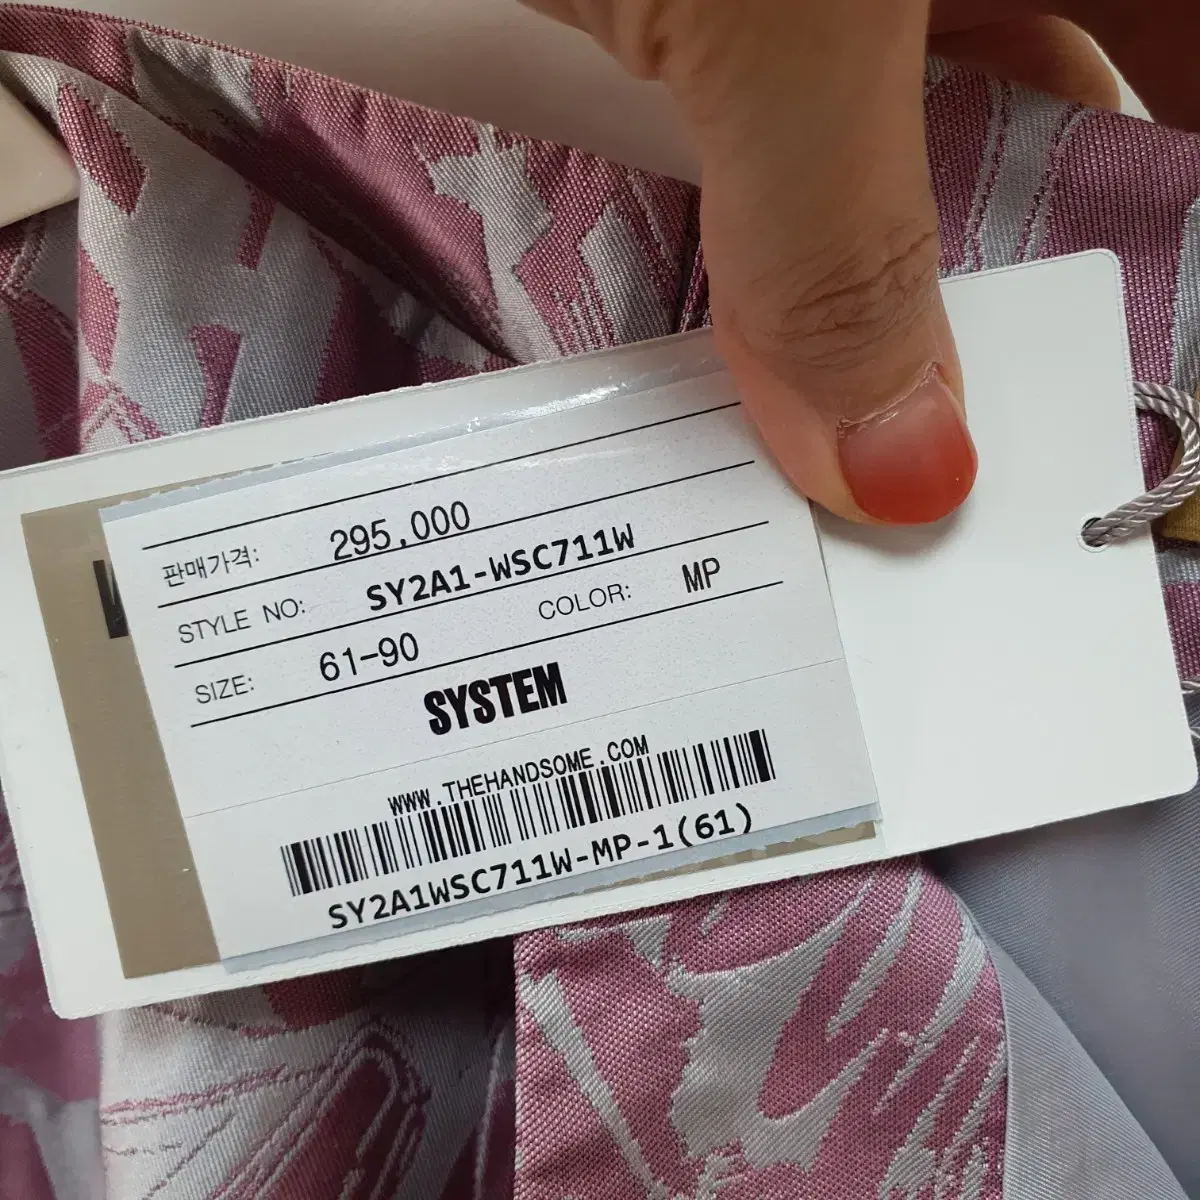 판매가격: 295,000
STYLE NO: SY2A1-WSC711W
SIZE: 61-90 COLOR: MP
SYSTEM
WWW.THEHANDSOME.COM
SY2A1WSC711W-MP-1(61)